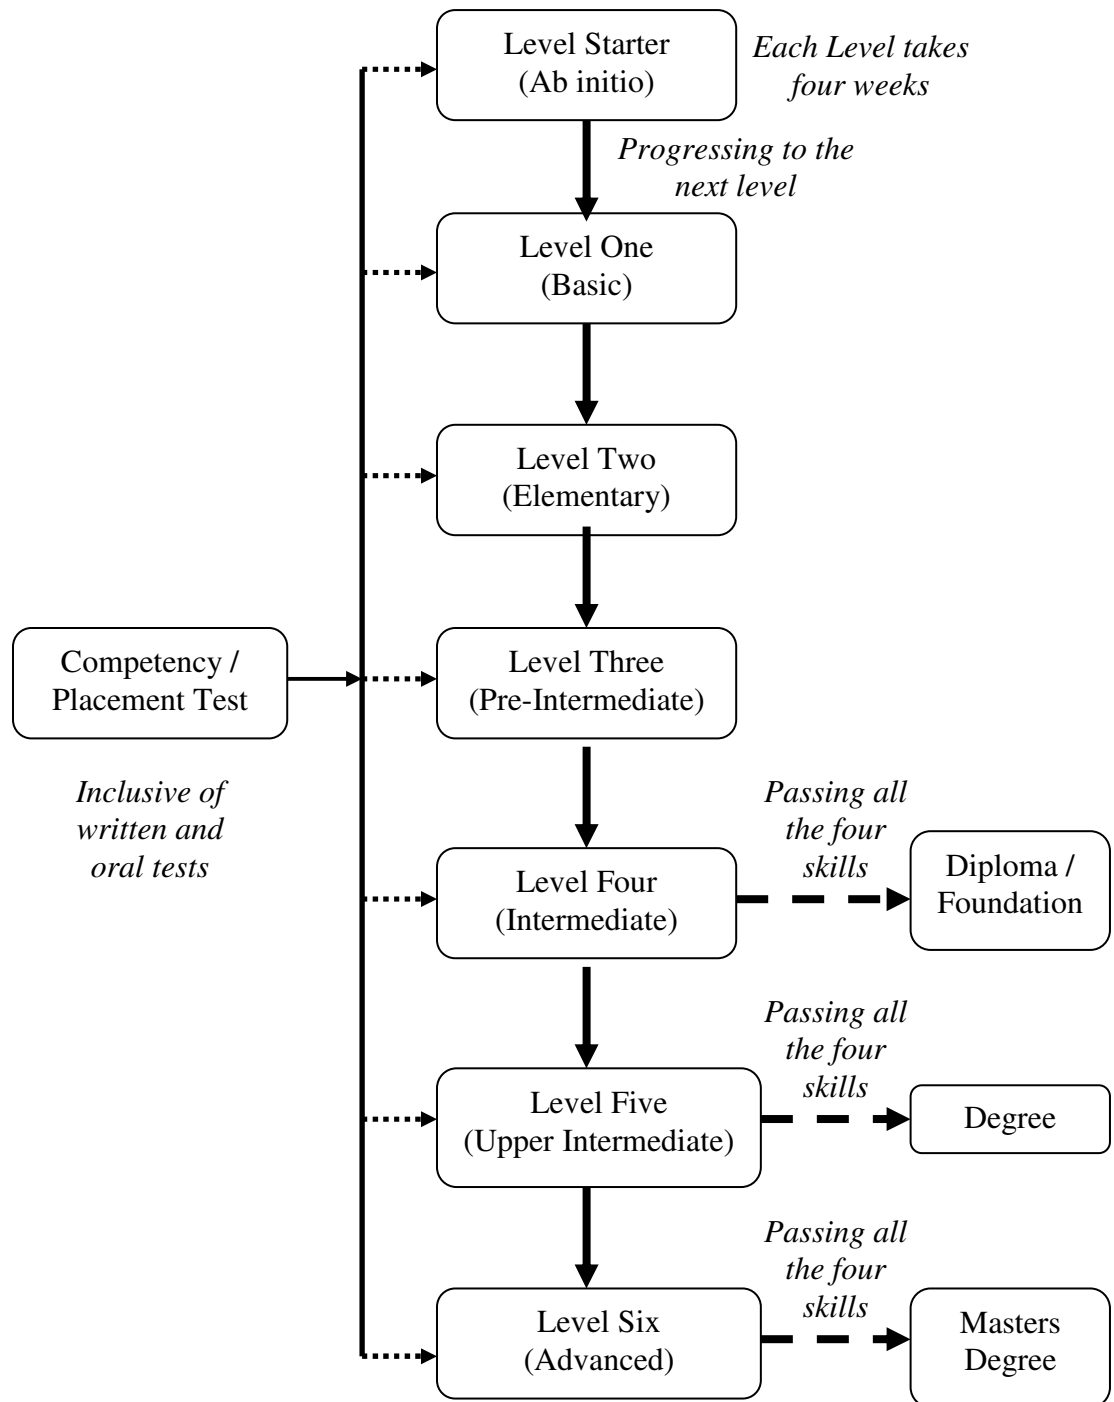 Level Starter
(Ab initio)
Each Level takes
four weeks
Progressing to the
next level
Level One
(Basic)
Level Two
(Elementary)
Competency /
Placement Test
Inclusive of
written and
oral tests
Level Three
(Pre-Intermediate)
Level Four
(Intermediate)
Passing all
the four
skills
Diploma /
Foundation
Level Five
(Upper Intermediate)
Passing all
the four
skills
Degree
Level Six
(Advanced)
Passing all
the four
skills
Masters
Degree